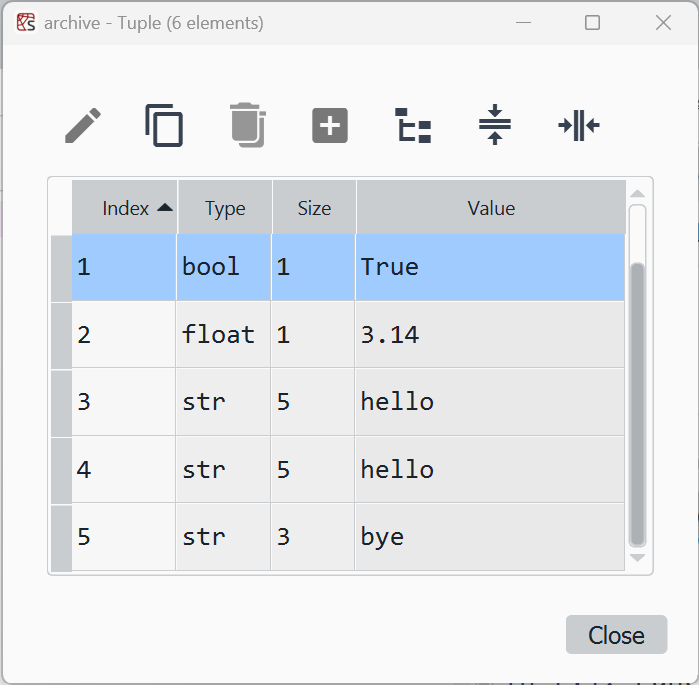 archive - Tuple (6 elements)
Index Type Size Value
1 bool 1 True
2 float 1 3.14
3 str 5 hello
4 str 5 hello
5 str 3 bye
Close